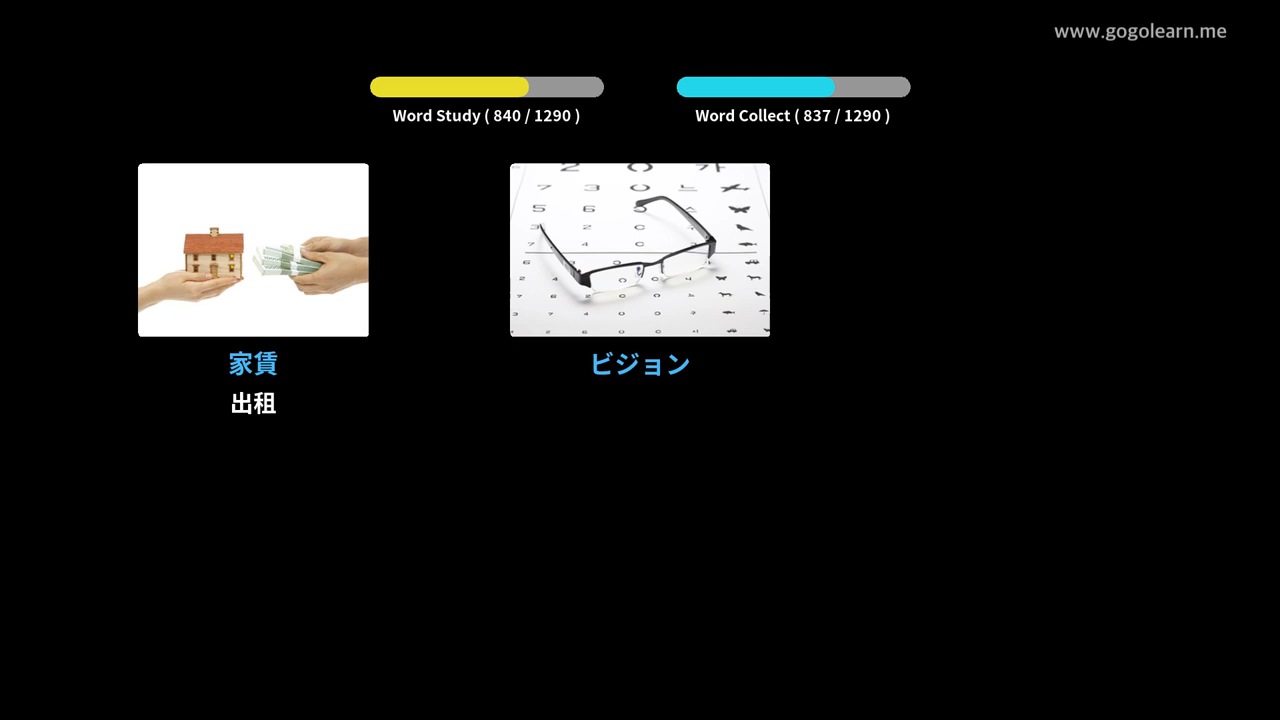 www.gogolearn.me
Word Study ( 840 / 1290 )
Word Collect ( 837 / 1290 )
家賃
出租
ビジョン